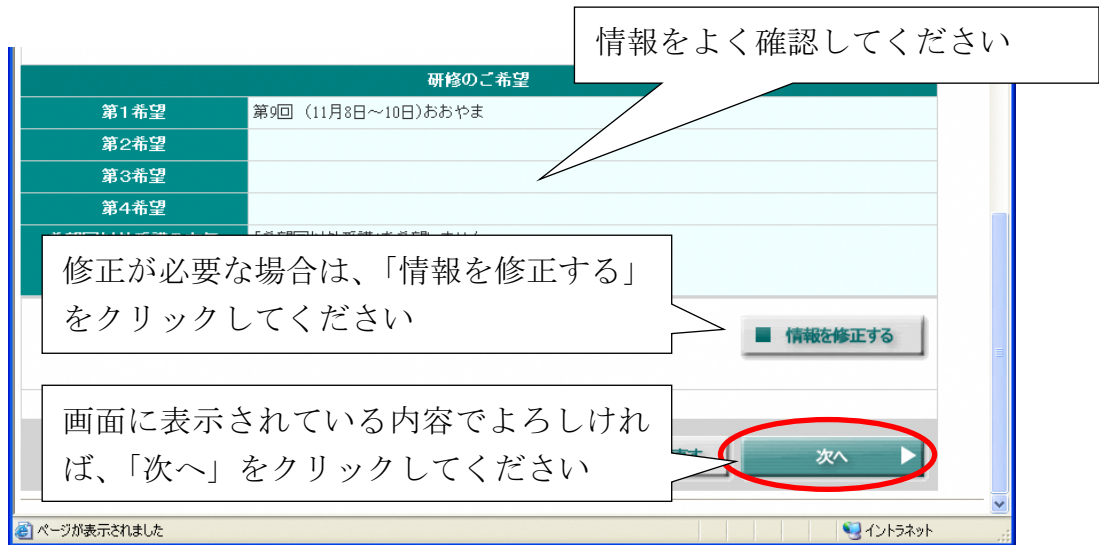 情報をよく確認してください
研修のご希望
第1希望
第9回 (11月8日～10日)おおやま
第2希望
第3希望
第4希望
修正が必要な場合は、「情報を修正する」
をクリックしてください
情報を修正する
画面に表示されている内容でよろしけれ
ば、「次へ」をクリックしてください
次へ
ページが表示されました
イントラネット